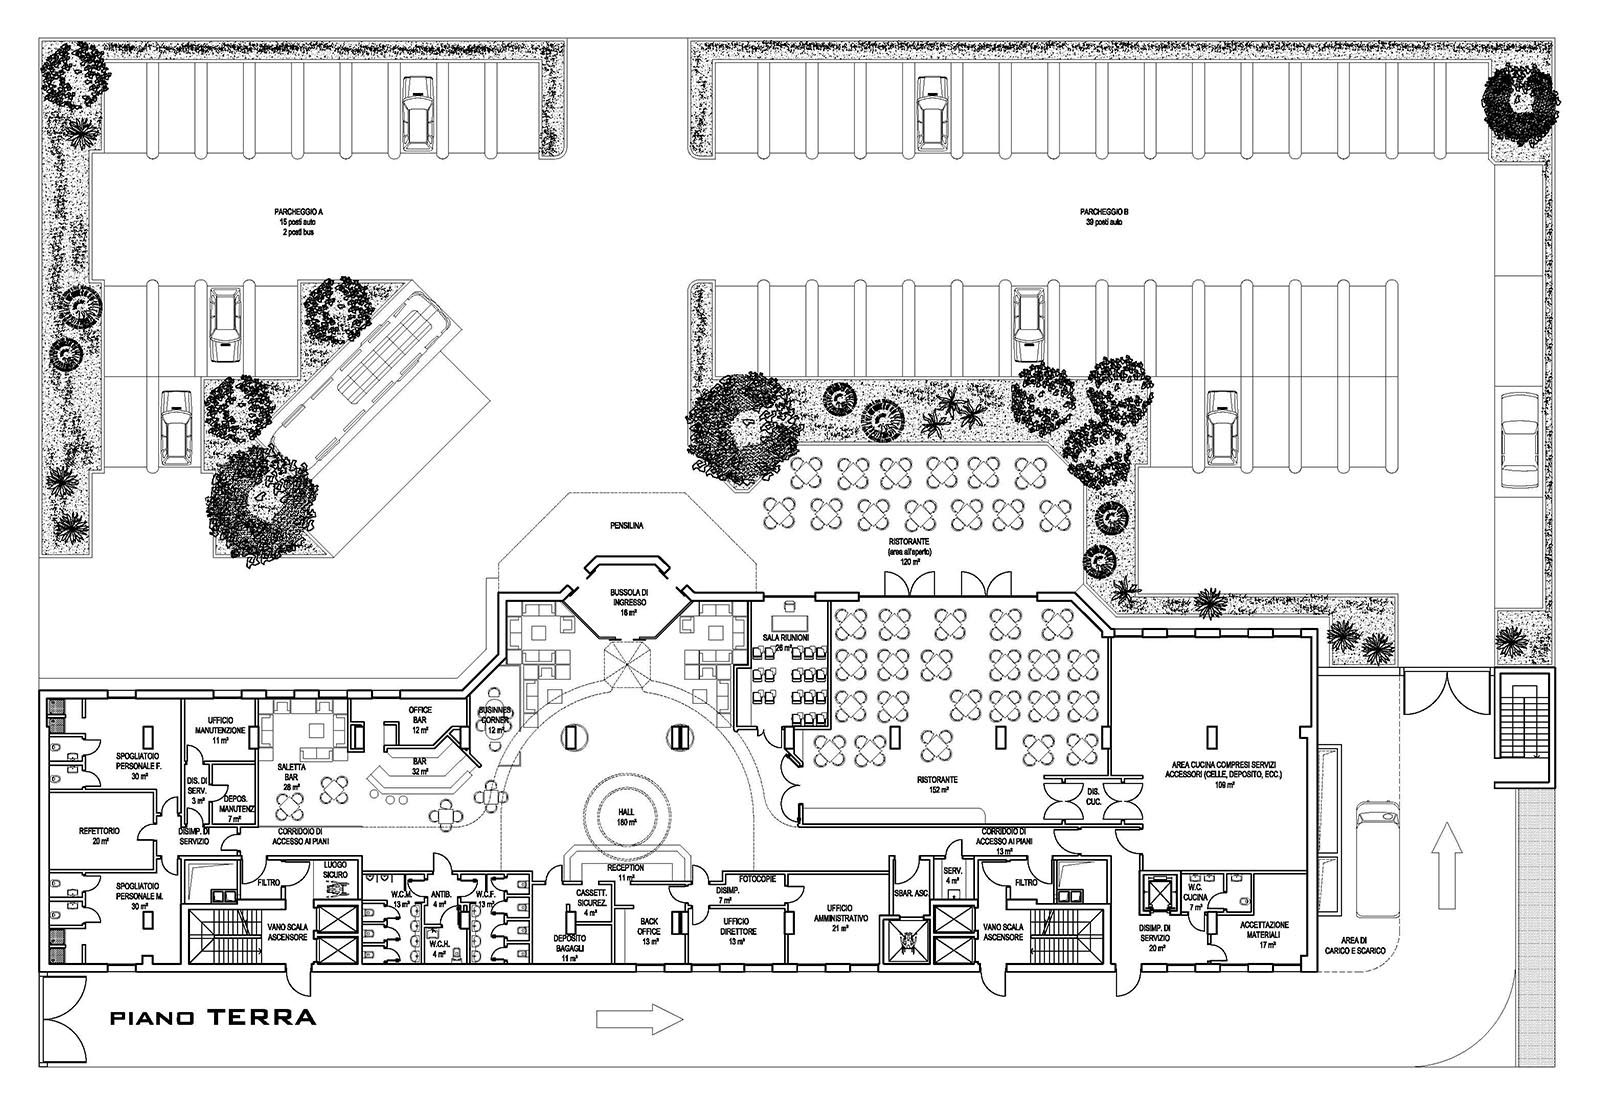 PARCHEGGIO A
15 posti auto
2 posti bus
PARCHEGGIO B
39 posti auto
PENSILINA
RISTORANTE
(area all'aperto)
120 m²
BUSSOLA DI
INGRESSO
16 m²
SALA RIUNIONI
26 m²
OFFICE
BAR
12 m²
BUSINNES
CORNER
12 m²
UFFICIO
MANUTENZIONE
11 m²
SPOGLIATOIO
PERSONALE F.
30 m²
SALETTA
BAR
28 m²
BAR
32 m²
DIS. DI
SERV.
3 m²
DEPOS.
MANUTENZ
7 m²
AREA CUCINA COMPRESI SERVIZI
ACCESSORI (CELLE, DEPOSITO, ECC.)
109 m²
RISTORANTE
152 m²
DIS.
CUC.
HALL
180 m²
REFETTORIO
20 m²
DISIMP. DI
SERVIZIO
CORRIDOIO DI
ACCESSO AI PIANI
CORRIDOIO DI
ACCESSO AI PIANI
13 m²
RECEPTION
11 m²
LUOGO
SICURO
FILTRO
SPOGLIATOIO
PERSONALE M.
30 m²
W.C.M.
13 m²
ANTIB.
4 m²
W.C.F.
13 m²
CASSETT.
SICUREZ.
4 m²
FOTOCOPIE
DISIMP.
7 m²
SBAR. ASC.
SERV.
4 m²
FILTRO
W.C.
CUCINA
7 m²
VANO SCALA
ASCENSORE
W.C.H.
4 m²
DEPOSITO
BAGAGLI
11 m²
BACK
OFFICE
13 m²
UFFICIO
DIRETTORE
13 m²
UFFICIO
AMMINISTRATIVO
21 m²
VANO SCALA
ASCENSORE
DISIMP. DI
SERVIZIO
20 m²
ACCETTAZIONE
MATERIALI
17 m²
AREA DI
CARICO E SCARICO
PIANO TERRA